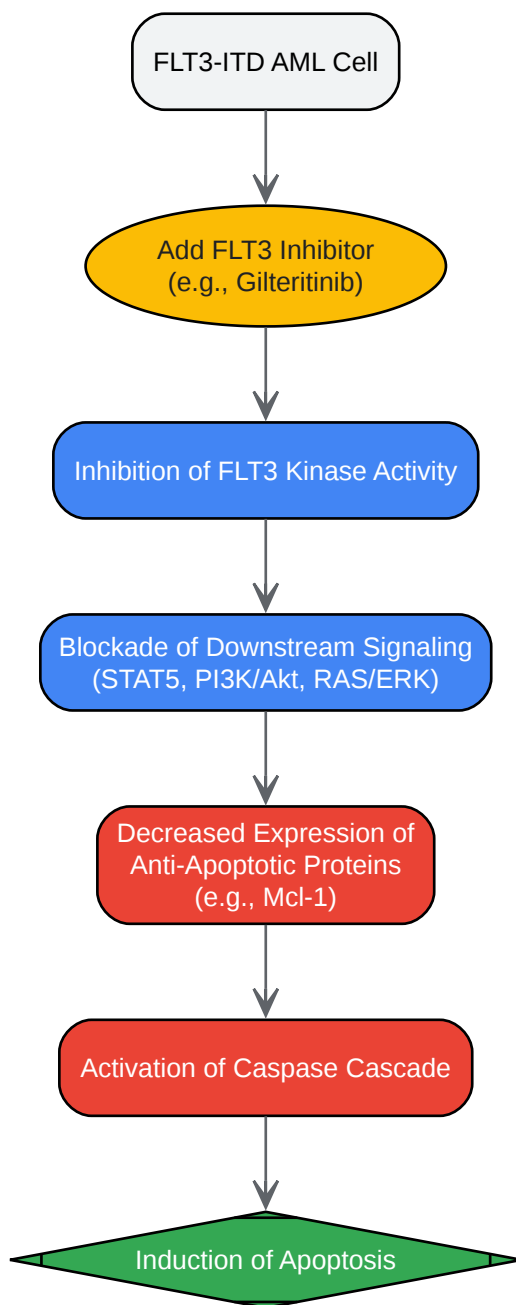 FLT3-ITD AML Cell
Add FLT3 Inhibitor
(e.g., Gilteritinib)
Inhibition of FLT3 Kinase Activity
Blockade of Downstream Signaling
(STAT5, PI3K/Akt, RAS/ERK)
Decreased Expression of
Anti-Apoptotic Proteins
(e.g., Mcl-1)
Activation of Caspase Cascade
Induction of Apoptosis